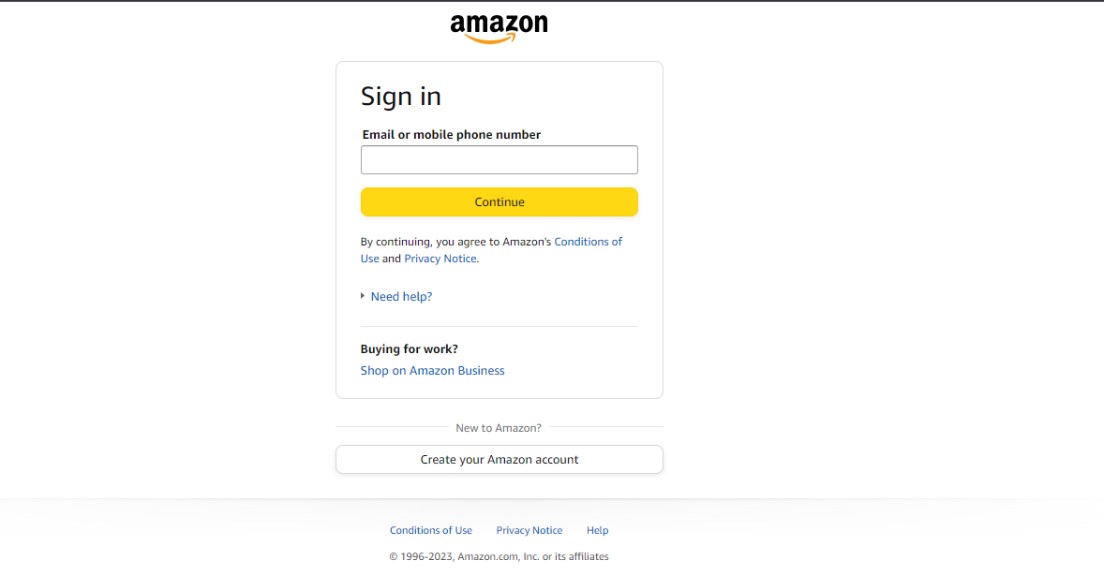 amazon
Sign in
Email or mobile phone number
Continue
By continuing, you agree to Amazon's Conditions of
Use and Privacy Notice.
Need help?
Buying for work?
Shop on Amazon Business
New to Amazon?
Create your Amazon account
Conditions of Use Privacy Notice Help
© 1996-2023, Amazon.com, Inc. or its affiliates